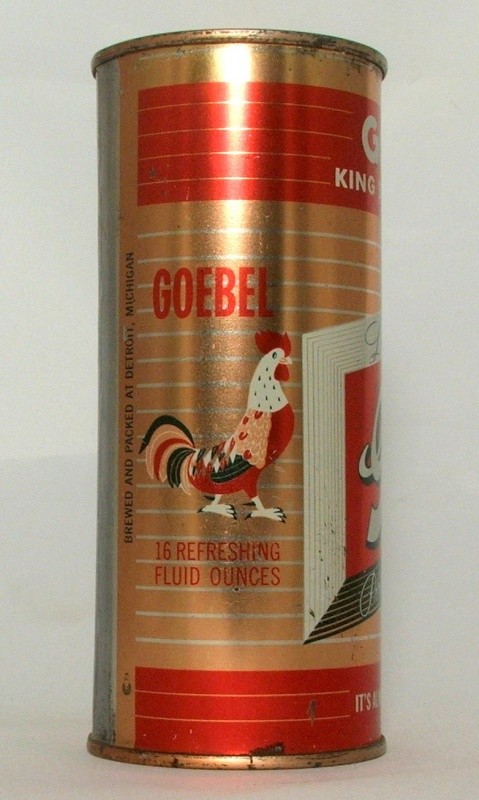 G
KING
GOEBEL
BREWED AND PACKED AT DETROIT, MICHIGAN
16 REFRESHING
FLUID OUNCES
IT'S